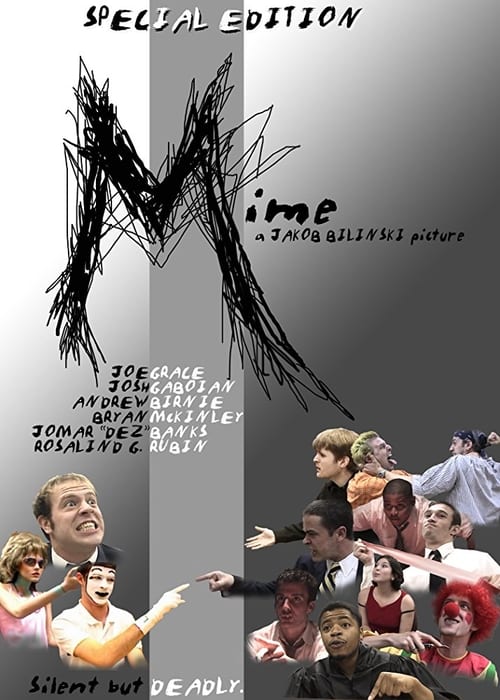 SPECIAL EDITION
Mime
a JAKOB BILINSKI picture
JOE GRACE
JOSH GABOIAN
ANDREW BIRNIE
BRYAN McKINLEY
JOMAR "DEZ" BANKS
ROSALIND G. RUBIN
Silent but DEADLY.